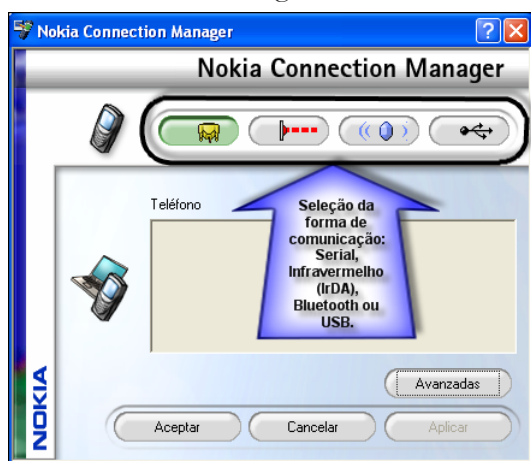 Nokia Connection Manager
Nokia Connection Manager
Teléfono
Seleção da
forma de
comunicação:
Serial,
Infravermelho
(IrDA),
Bluetooth ou
USB.
Avanzadas
Aceptar
Cancelar
Aplicar
NOKIA